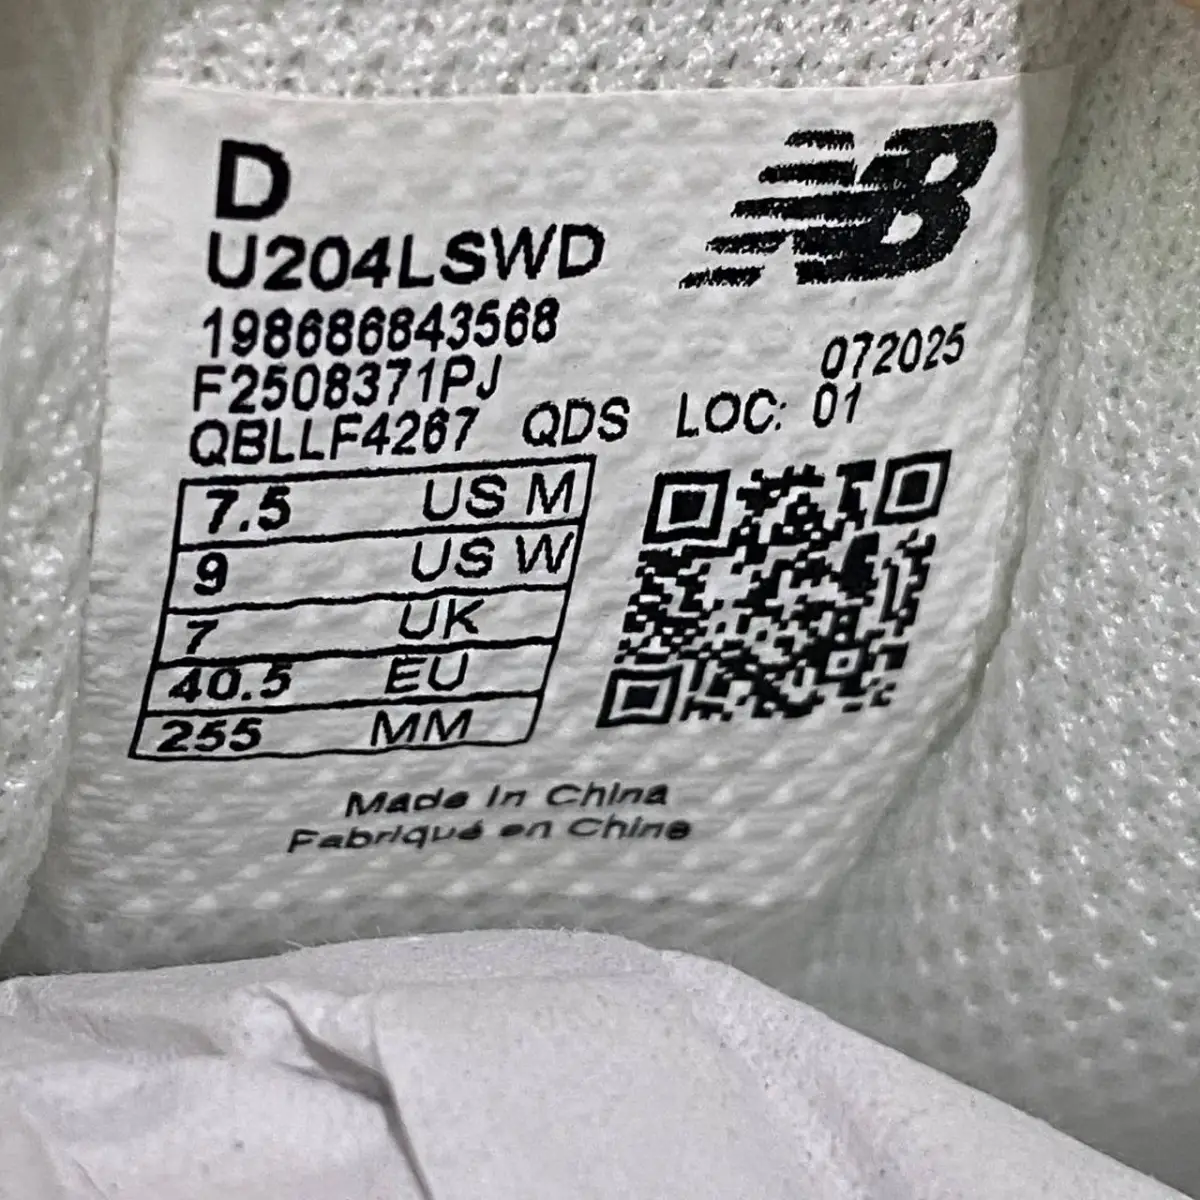 D
NB
U204LSWD
198686843568
072025
F2508371PJ
QBLLF4267 QDS LOC: 01
7.5 US M
9 US W
7 UK
40.5 EU
255 MM
Made in China
Fabriqué en Chine